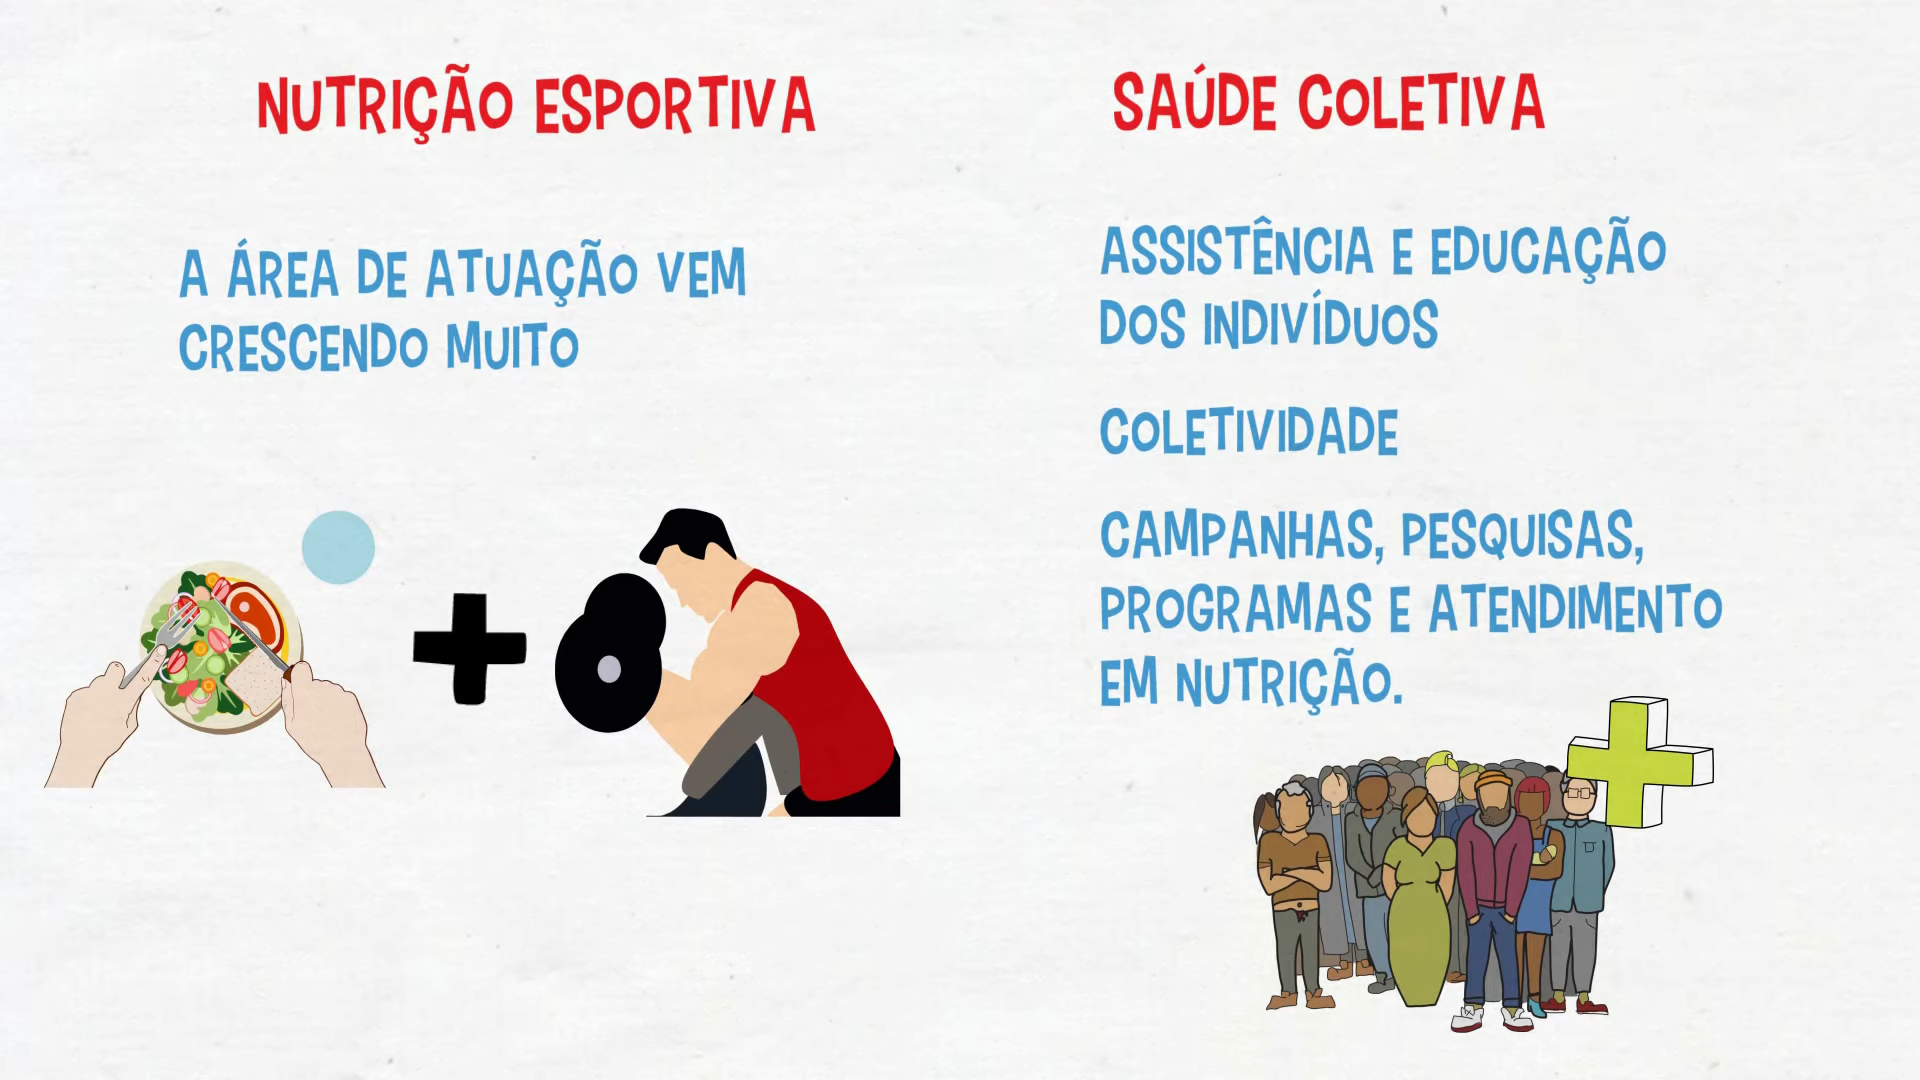 NUTRIÇÃO ESPORTIVA
A ÁREA DE ATUAÇÃO VEM
CRESCENDO MUITO
SAÚDE COLETIVA
ASSISTÊNCIA E EDUCAÇÃO
DOS INDIVÍDUOS
COLETIVIDADE
CAMPANHAS, PESQUISAS,
PROGRAMAS E ATENDIMENTO
EM NUTRIÇÃO.